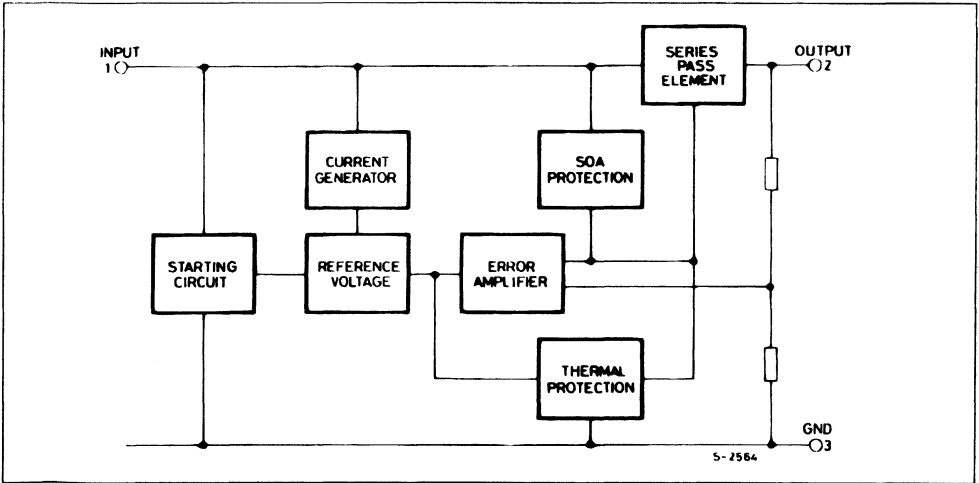 INPUT
1
SERIES
PASS
ELEMENT
OUTPUT
2
CURRENT
GENERATOR
SOA
PROTECTION
STARTING
CIRCUIT
REFERENCE
VOLTAGE
ERROR
AMPLIFIER
THERMAL
PROTECTION
GND
3
S-2564